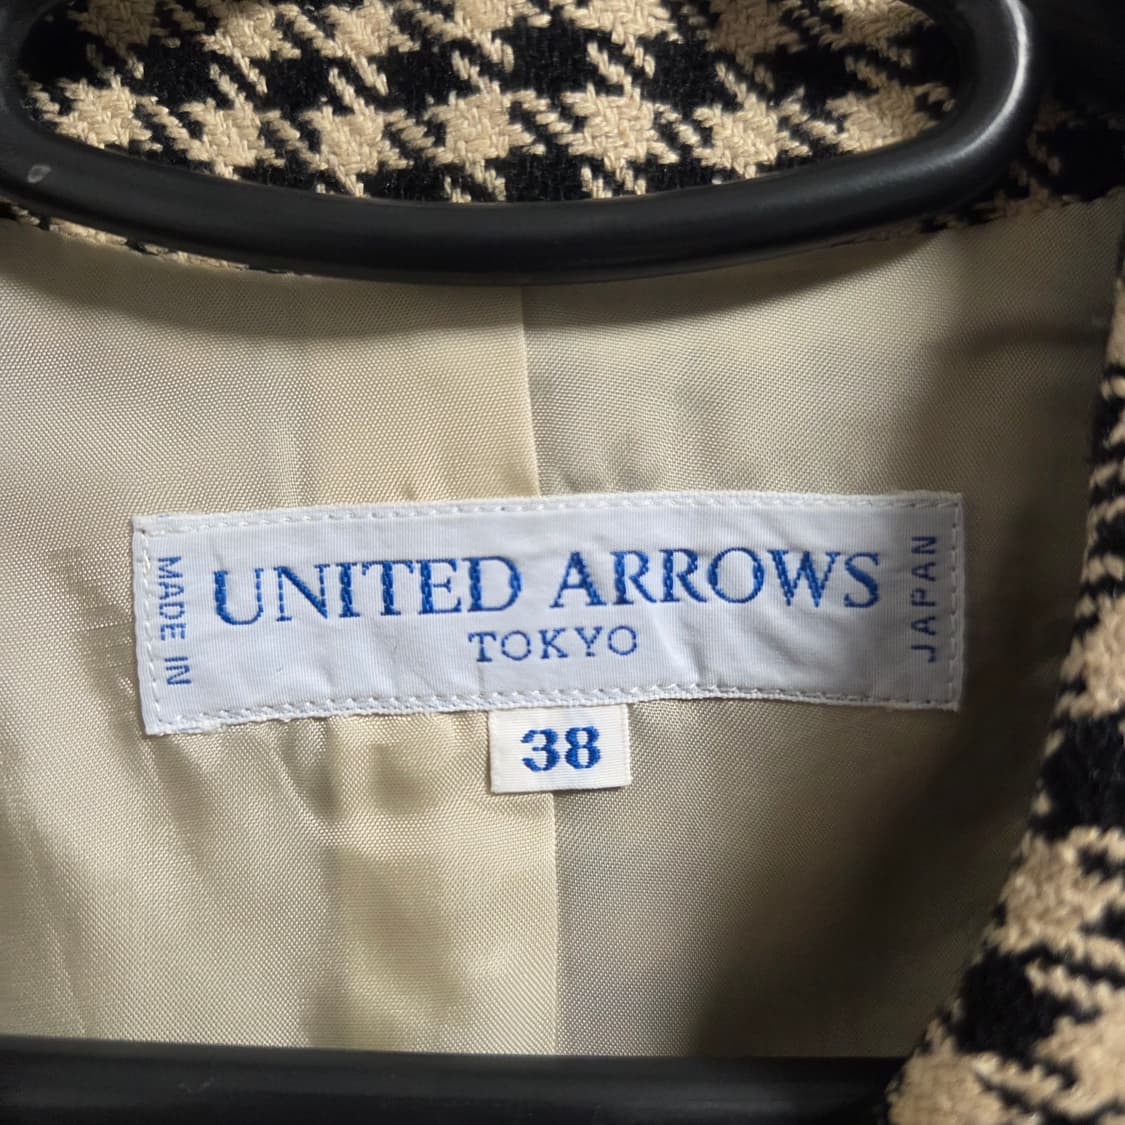 MADE IN
UNITED ARROWS
TOKYO
JAPAN
38